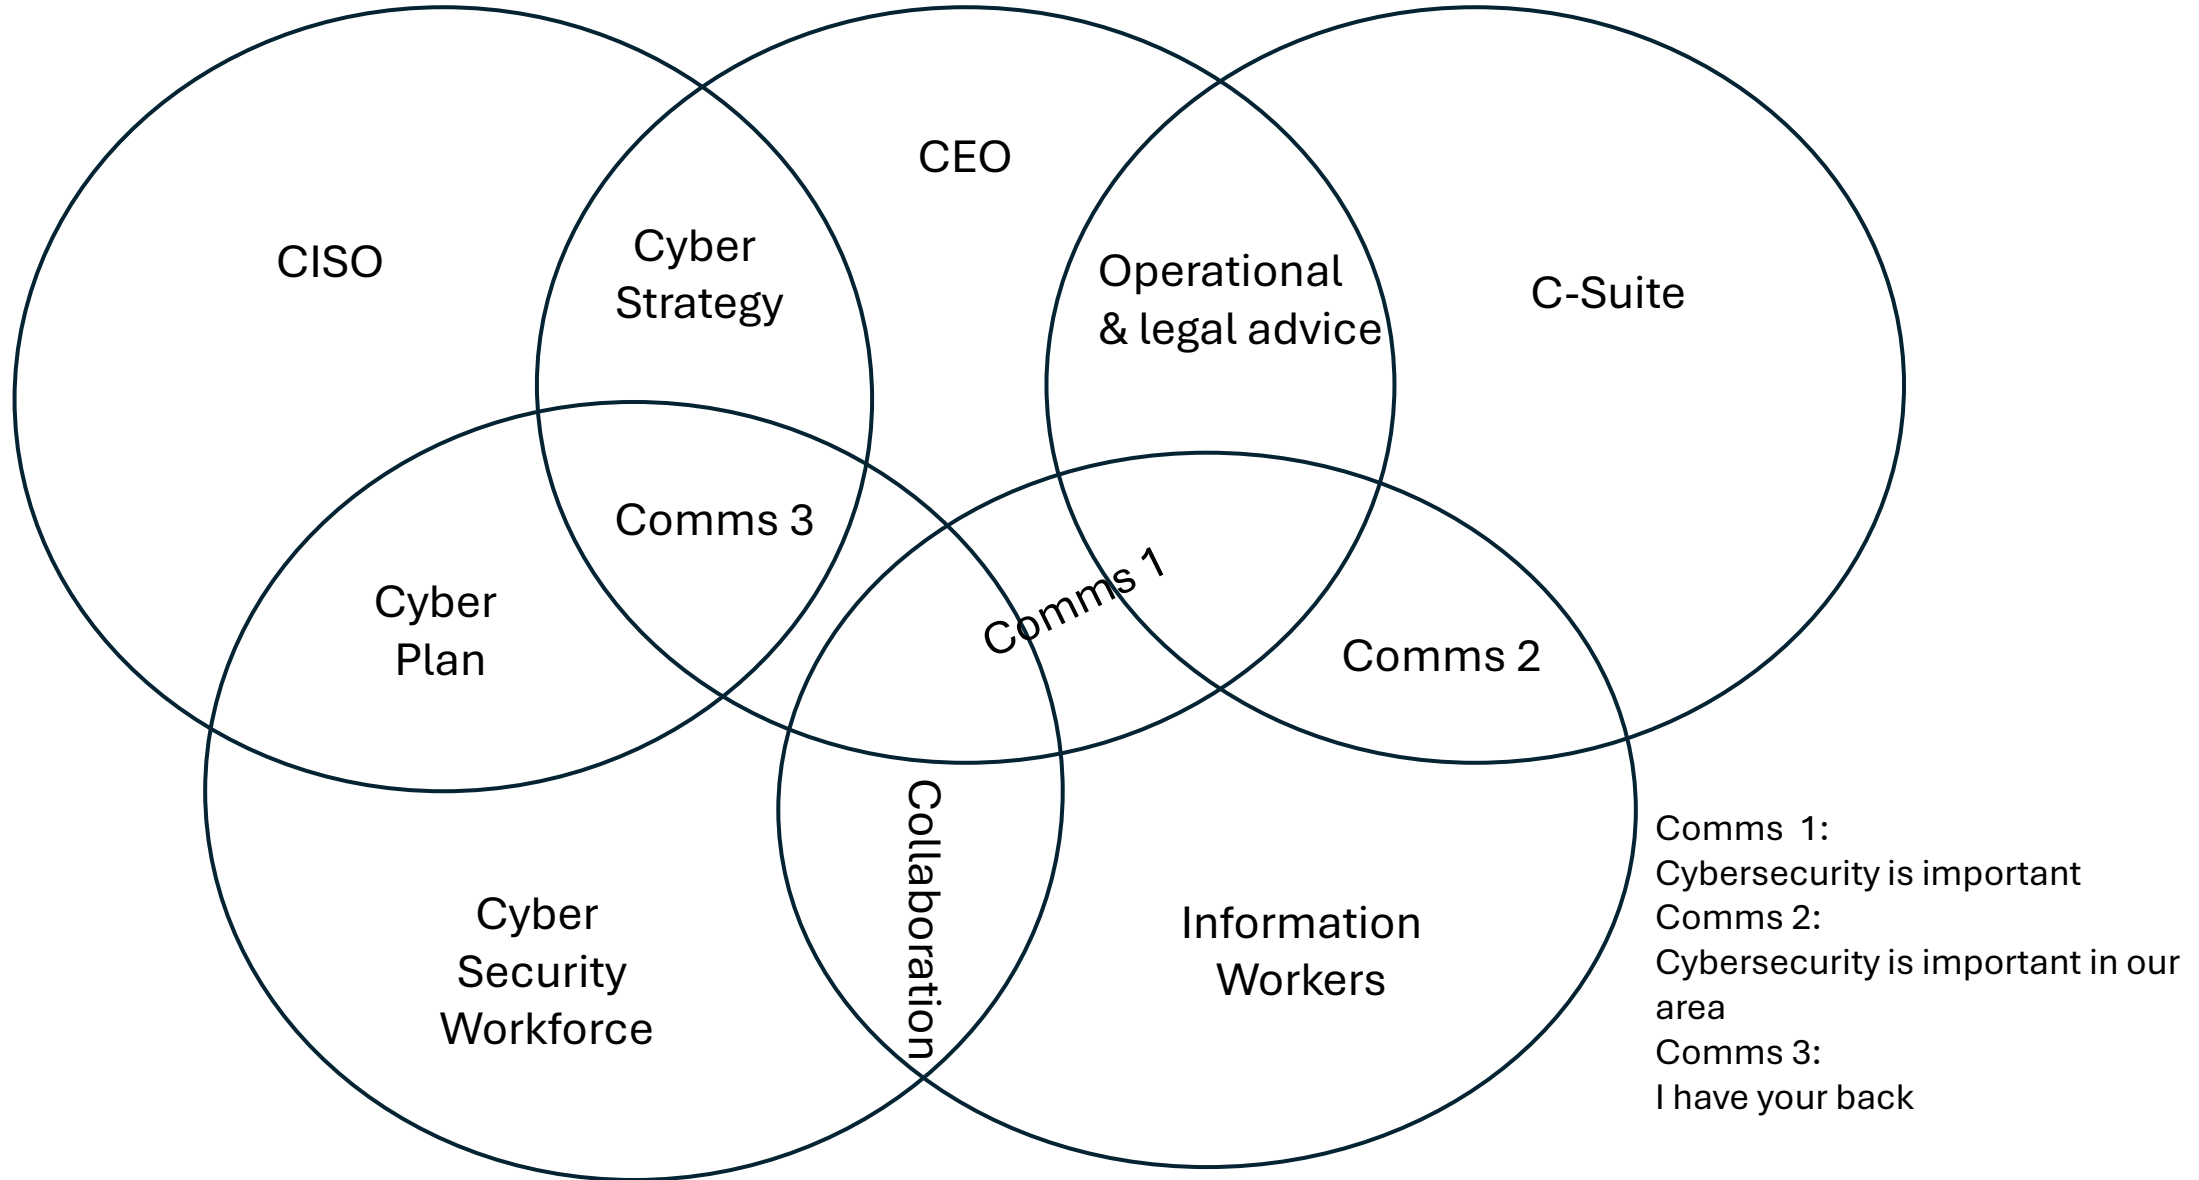 CEO
CISO
Cyber
Strategy
Operational
& legal advice
C-Suite
Comms 3
Comms 1
Cyber
Plan
Comms 2
Collaboration
Cyber
Security
Workforce
Information
Workers
Comms  1:
Cybersecurity is important
Comms 2:
Cybersecurity is important in our
area
Comms 3:
I have your back